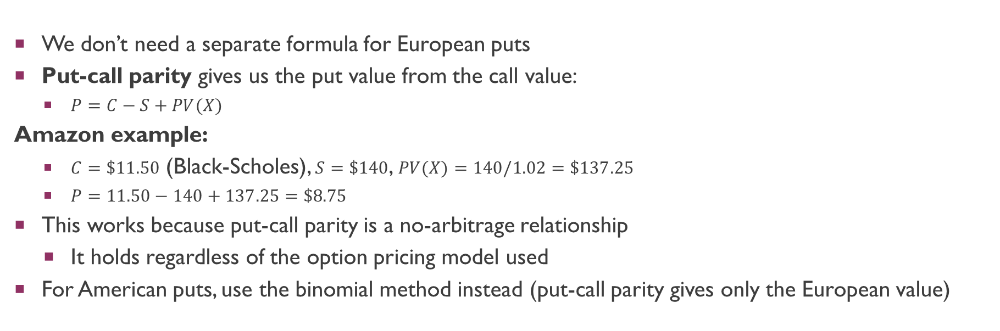 We don’t need a separate formula for European puts
Put-call parity gives us the put value from the call value:
P = C − S + PV(X)
Amazon example:
C = $11.50 (Black-Scholes), S = $140, PV(X) = 140/1.02 = $137.25
P = 11.50 − 140 + 137.25 = $8.75
This works because put-call parity is a no-arbitrage relationship
It holds regardless of the option pricing model used
For American puts, use the binomial method instead (put-call parity gives only the European value)